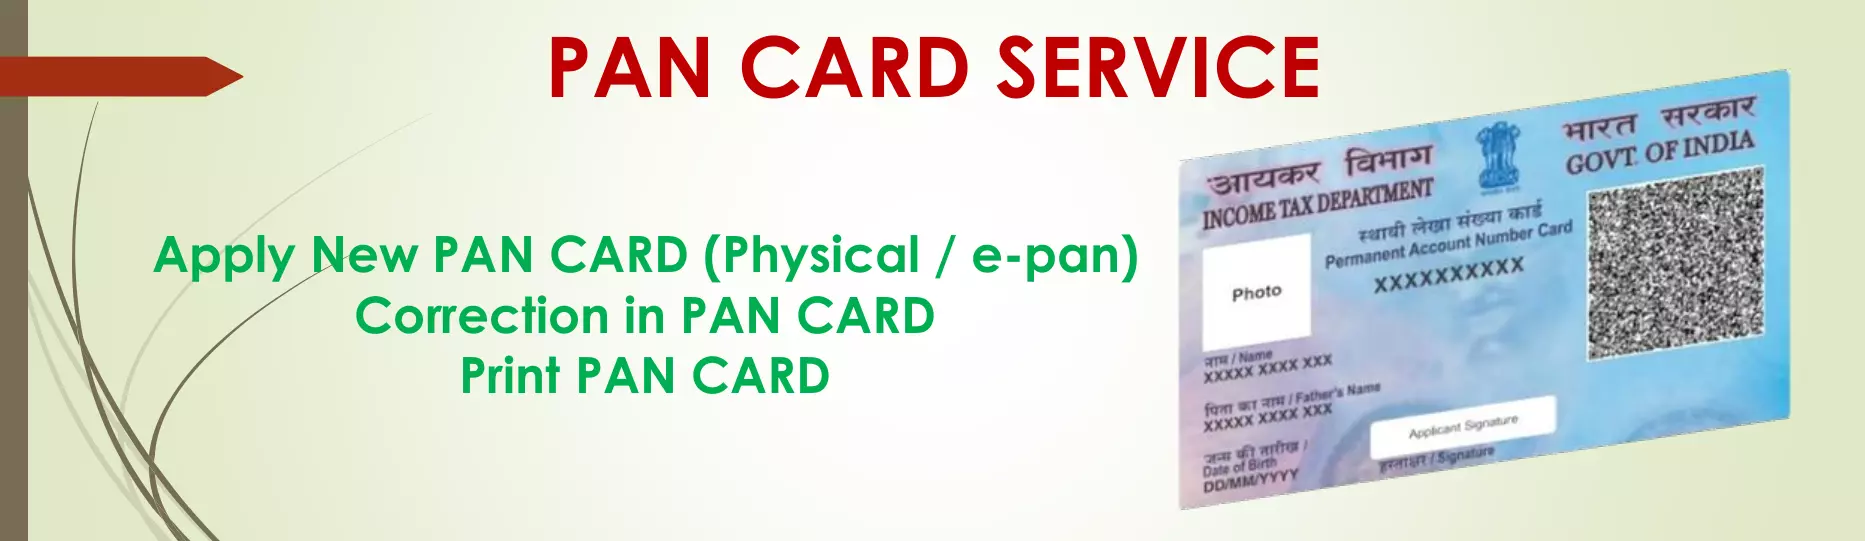 PAN CARD SERVICE
Apply New PAN CARD (Physical / e-pan)
Correction in PAN CARD
Print PAN CARD
आयकर विभाग
INCOME TAX DEPARTMENT
भारत सरकार
GOVT. OF INDIA
स्थायी लेखा संख्या कार्ड
Permanent Account Number Card
XXXXXXXXXX
Photo
नाम / Name
XXXXX XXXX XXX
पिता का नाम / Father's Name
XXXXX XXXX XXX
जन्म की तारीख /
Date of Birth
DD/MM/YYYY
Applicant Signature
हस्ताक्षर / Signature